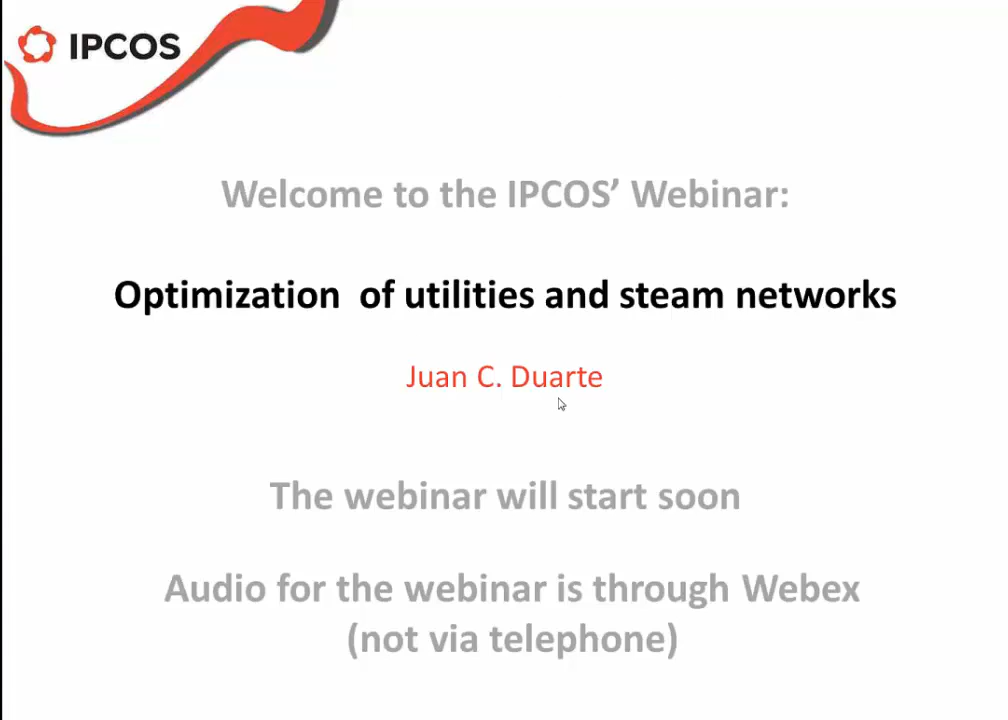 IPCOS
Welcome to the IPCOS’ Webinar:
Optimization of utilities and steam networks
Juan C. Duarte
The webinar will start soon
Audio for the webinar is through Webex
(not via telephone)